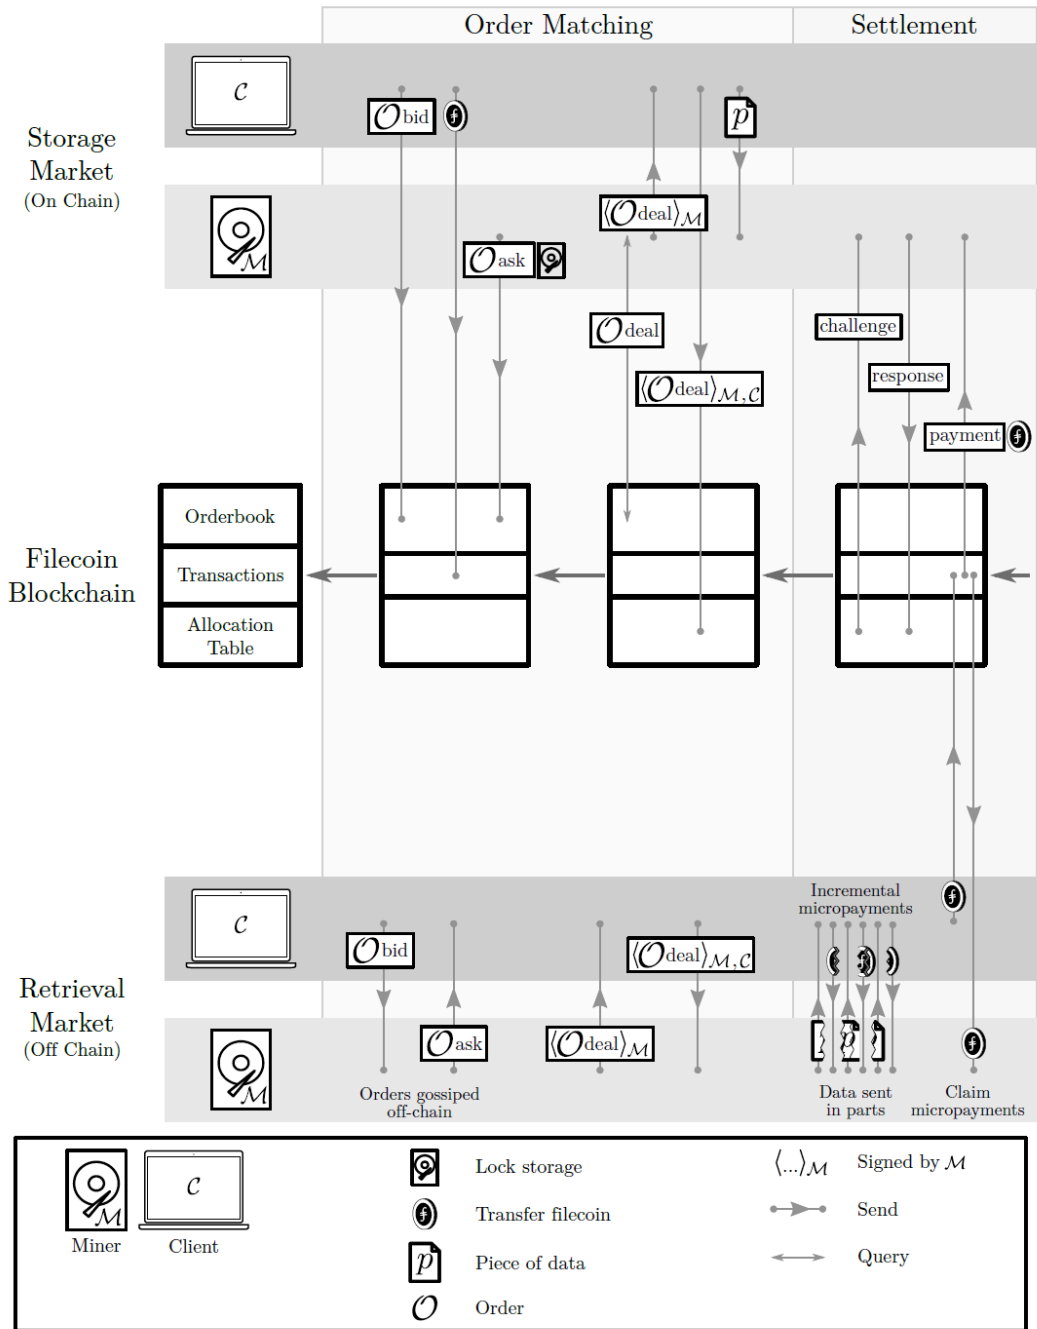 Order Matching
Settlement
Storage
Market
(On Chain)
C
M
O bid
O ask
⟨O deal⟩M
O deal
⟨O deal⟩M,C
p
challenge
response
payment
Filecoin
Blockchain
Orderbook
Transactions
Allocation
Table
Retrieval
Market
(Off Chain)
C
M
O bid
O ask
⟨O deal⟩M
⟨O deal⟩M,C
Orders gossiped
off-chain
Incremental
micropayments
p
Data sent
in parts
Claim
micropayments
M
Miner
C
Client
Lock storage
Transfer filecoin
p
Piece of data
O
Order
⟨...⟩M
Signed by M
Send
Query